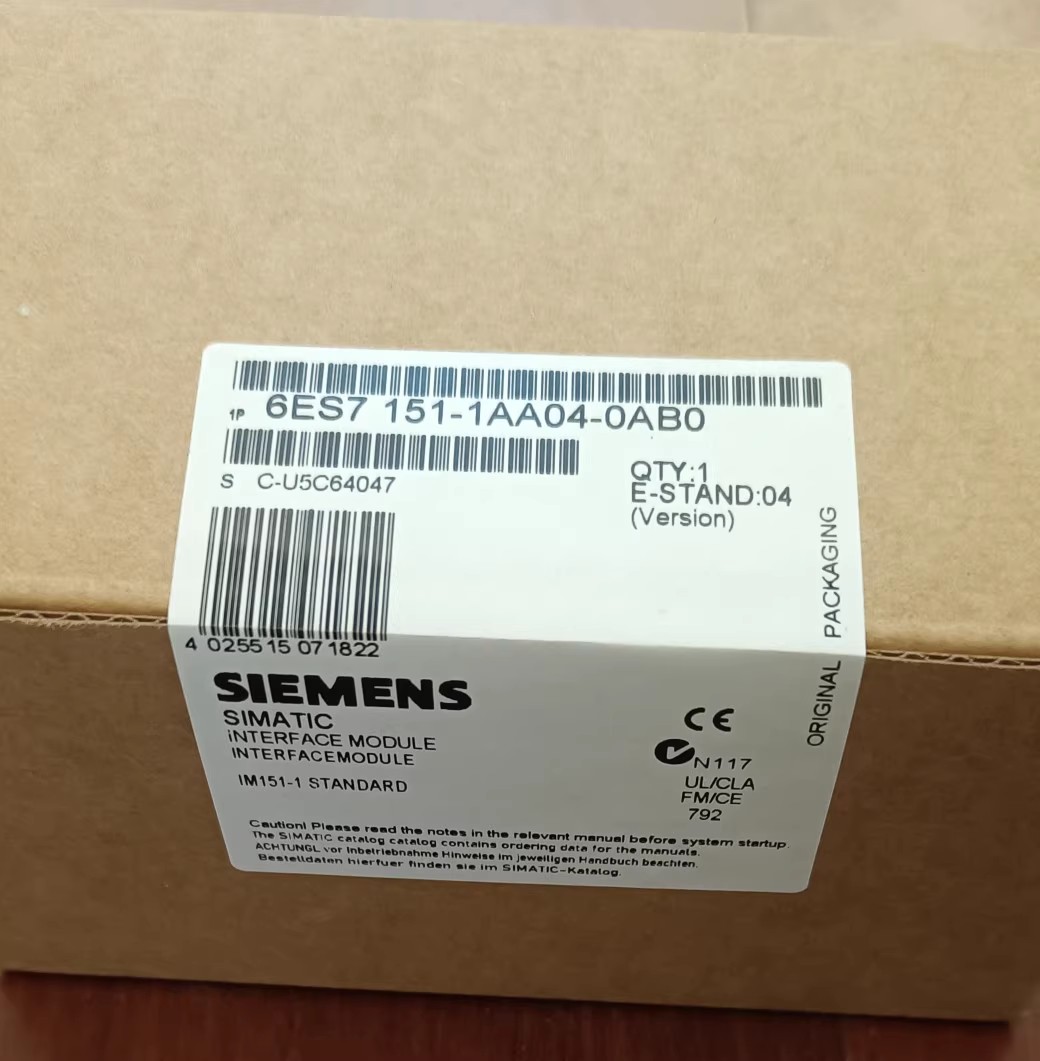 1P 6ES7 151-1AA04-0AB0
S C-U5C64047
QTY:1
E-STAND:04
(Version)
4 025515 071822
ORIGINAL PACKAGING
SIEMENS
SIMATIC
iNTERFACE MODULE
INTERFACEMODULE
IM151-1 STANDARD
CE
N117
UL/CLA
FM/CE
792
Caution! Please read the notes in the relevant manual before system startup.
The SiMATIC catalog catalog contains ordering data for the manuals.
ACHTUNGL vor Inbetriebnahme Hinweise im jeweiligen Handbuch beachten.
Bestelldaten hierfuer finden sie im SIMATIC-Katalog.